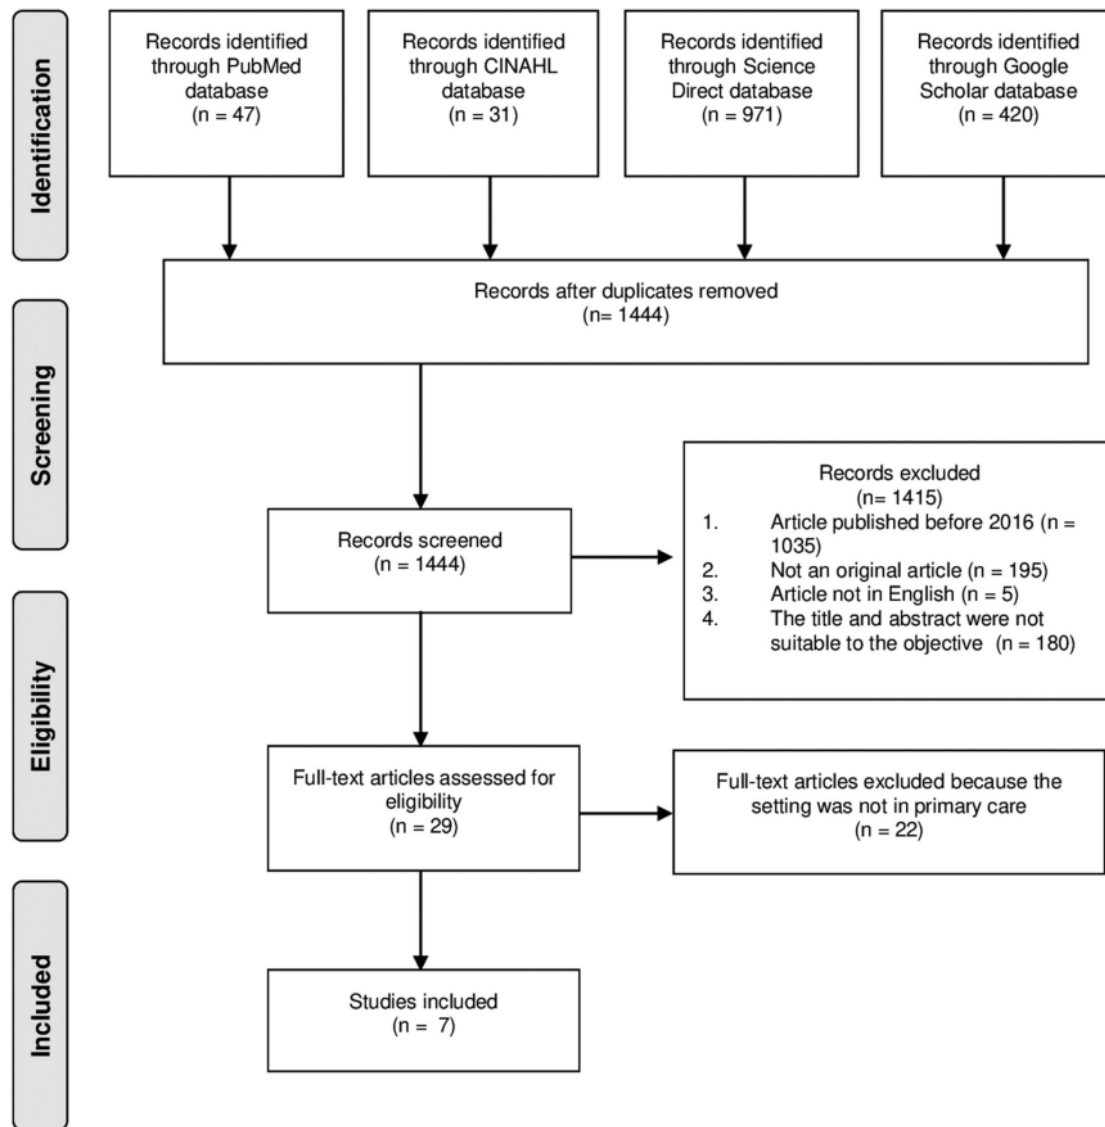 Identification
Records identified
through PubMed
database
(n = 47)
Records identified
through CINAHL
database
(n = 31)
Records identified
through Science
Direct database
(n = 971)
Records identified
through Google
Scholar database
(n = 420)
Records after duplicates removed
(n= 1444)
Screening
Records screened
(n = 1444)
Records excluded
(n= 1415)
1. Article published before 2016 (n =
1035)
2. Not an original article (n = 195)
3. Article not in English (n = 5)
4. The title and abstract were not
suitable to the objective (n = 180)
Eligibility
Full-text articles assessed for
eligibility
(n = 29)
Full-text articles excluded because the
setting was not in primary care
(n = 22)
Included
Studies included
(n = 7)